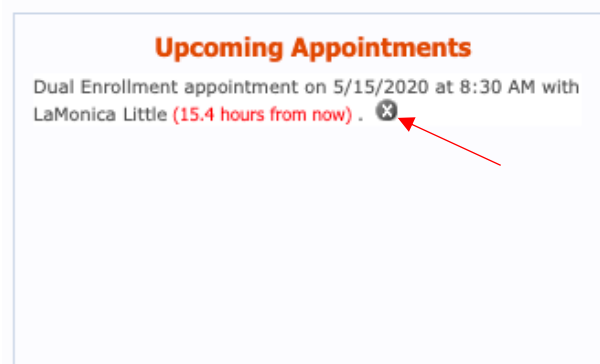 Upcoming Appointments
Dual Enrollment appointment on 5/15/2020 at 8:30 AM with
LaMonica Little (15.4 hours from now) .